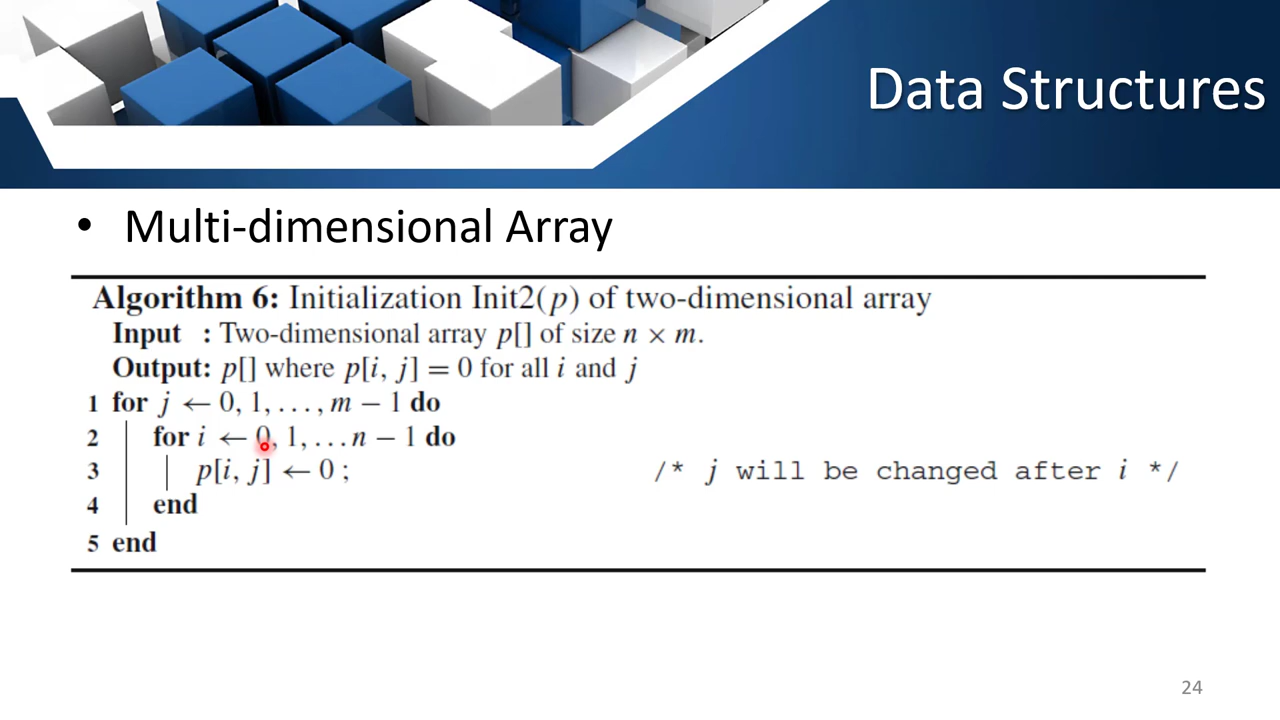 Data Structures
• Multi-dimensional Array
Algorithm 6: Initialization Init2(p) of two-dimensional array
Input : Two-dimensional array p[] of size n × m.
Output: p[] where p[i, j] = 0 for all i and j
1 for j ← 0, 1, . . . , m − 1 do
2 for i ← 0, 1, . . . n − 1 do
3 p[i, j] ← 0 ; /* j will be changed after i */
4 end
5 end
24